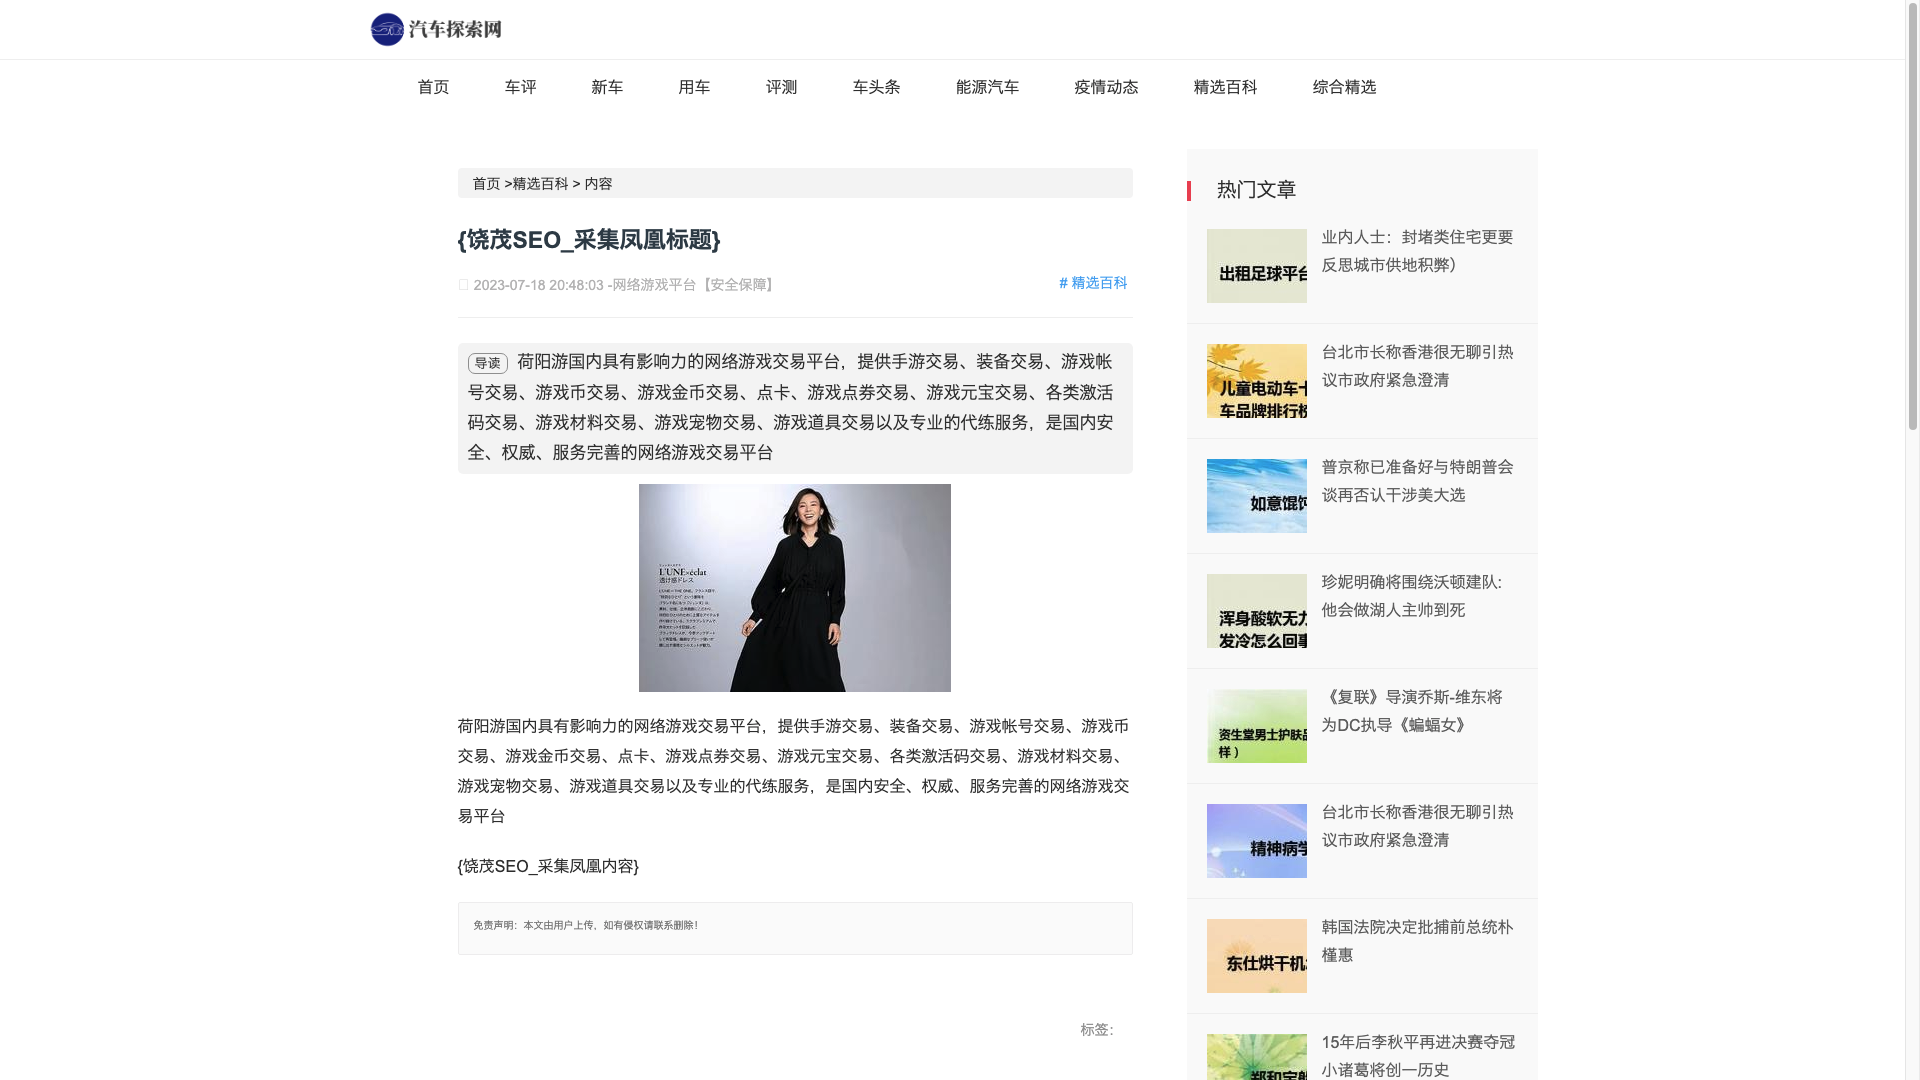 汽车探索网
首页 车评 新车 用车 评测 车头条 能源汽车 疫情动态 精选百科 综合精选
首页 >精选百科 > 内容
{饶茂SEO_采集凤凰标题}
2023-07-18 20:48:03 -网络游戏平台【安全保障】
# 精选百科
导读 荷阳游国内具有影响力的网络游戏交易平台，提供手游交易、装备交易、游戏帐
号交易、游戏币交易、游戏金币交易、点卡、游戏点券交易、游戏元宝交易、各类激活
码交易、游戏材料交易、游戏宠物交易、游戏道具交易以及专业的代练服务，是国内安
全、权威、服务完善的网络游戏交易平台
L'UNE×éclat
透け感ドレス
荷阳游国内具有影响力的网络游戏交易平台，提供手游交易、装备交易、游戏帐号交易、游戏币
交易、游戏金币交易、点卡、游戏点券交易、游戏元宝交易、各类激活码交易、游戏材料交易、
游戏宠物交易、游戏道具交易以及专业的代练服务，是国内安全、权威、服务完善的网络游戏交
易平台
{饶茂SEO_采集凤凰内容}
免责声明：本文由用户上传，如有侵权请联系删除！
标签：
热门文章
出租足球平台
业内人士：封堵类住宅更要
反思城市供地积弊）
儿童电动车卡
车品牌排行榜
台北市长称香港很无聊引热
议市政府紧急澄清
如意馄饨
普京称已准备好与特朗普会
谈再否认干涉美大选
浑身酸软无力
发冷怎么回事
珍妮明确将围绕沃顿建队:
他会做湖人主帅到死
资生堂男士护肤品
样）
《复联》导演乔斯-维东将
为DC执导《蝙蝠女》
精神病学
台北市长称香港很无聊引热
议市政府紧急澄清
东仕烘干机
韩国法院决定批捕前总统朴
槿惠
15年后李秋平再进决赛夺冠
小诸葛将创一历史